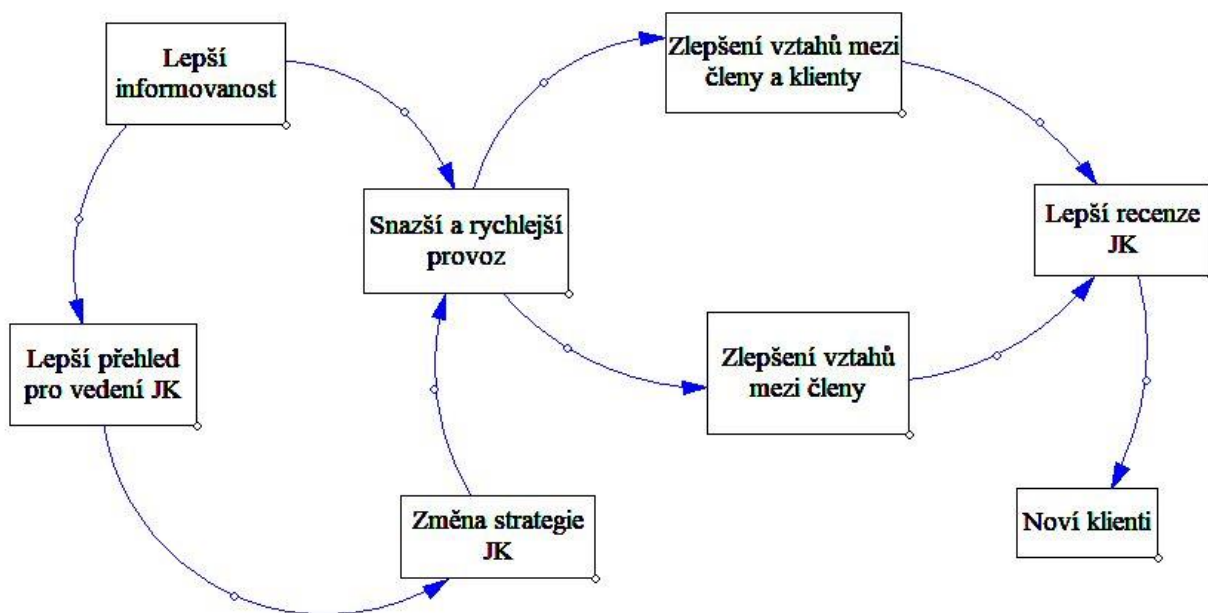 Lepší
informovanost
Zlepšení vztahů mezi
členy a klienty
Snazší a rychlejší
provoz
Lepší recenze
JK
Lepší přehled
pro vedení JK
Zlepšení vztahů
mezi členy
Změna strategie
JK
Noví klienti